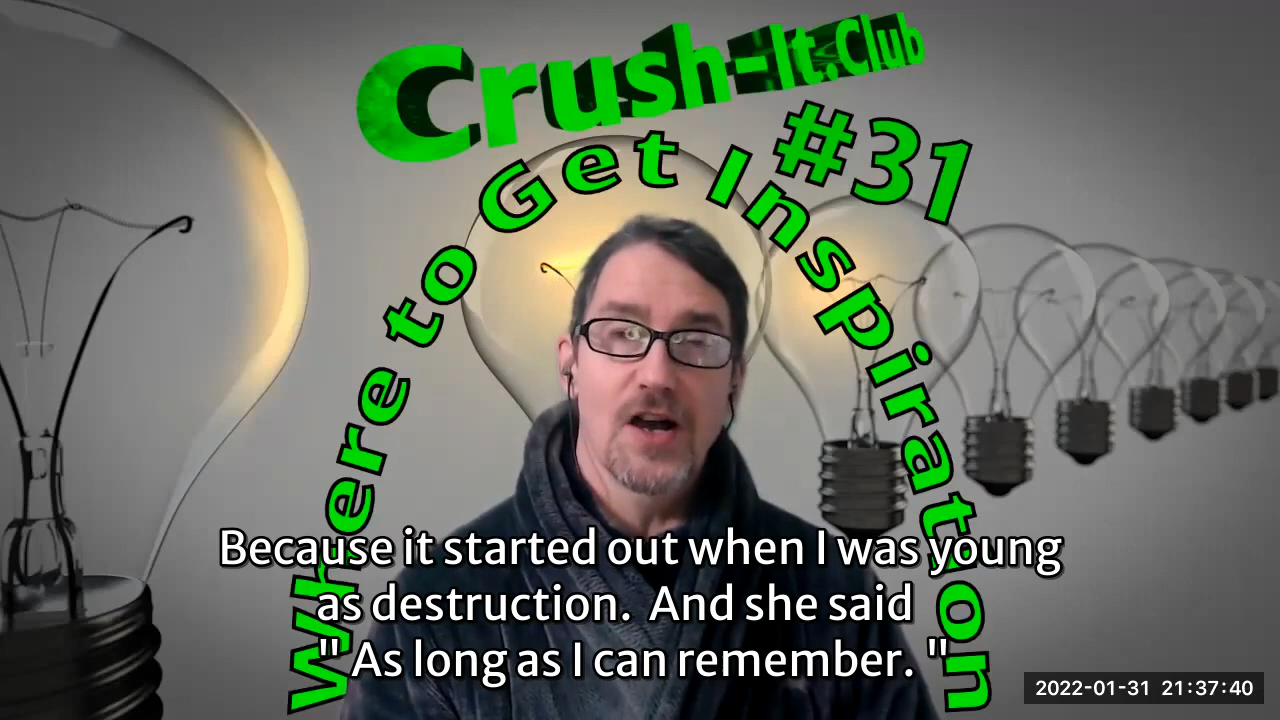 Crush-It.Club
#31
Where to Get Inspiration
Because it started out when I was young
as destruction.  And she said
" As long as I can remember. "
2022-01-31 21:37:40